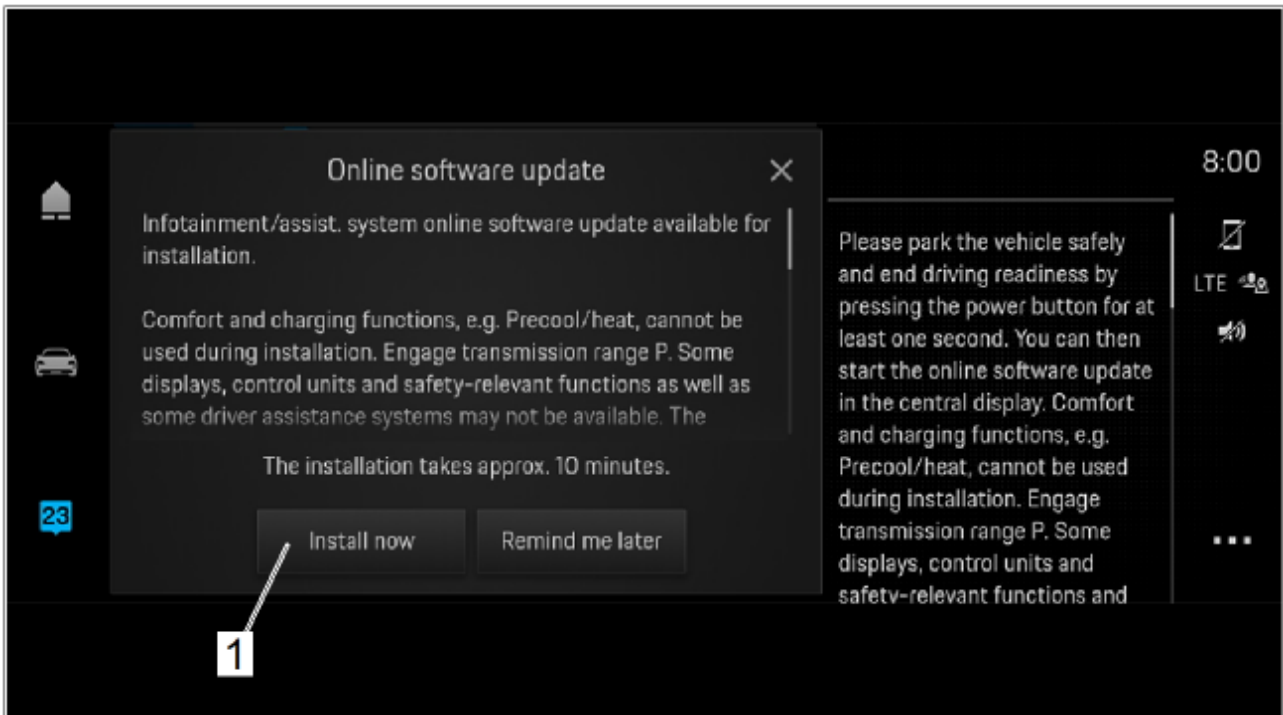 Online software update
Infotainment/assist. system online software update available for
installation.
Comfort and charging functions, e.g. Precool/heat, cannot be
used during installation. Engage transmission range P. Some
displays, control units and safety-relevant functions as well as
some driver assistance systems may not be available. The
The installation takes approx. 10 minutes.
Install now
Remind me later
23
1
Please park the vehicle safely
and end driving readiness by
pressing the power button for at
least one second. You can then
start the online software update
in the central display. Comfort
and charging functions, e.g.
Precool/heat, cannot be used
during installation. Engage
transmission range P. Some
displays, control units and
safety-relevant functions and
8:00
LTE